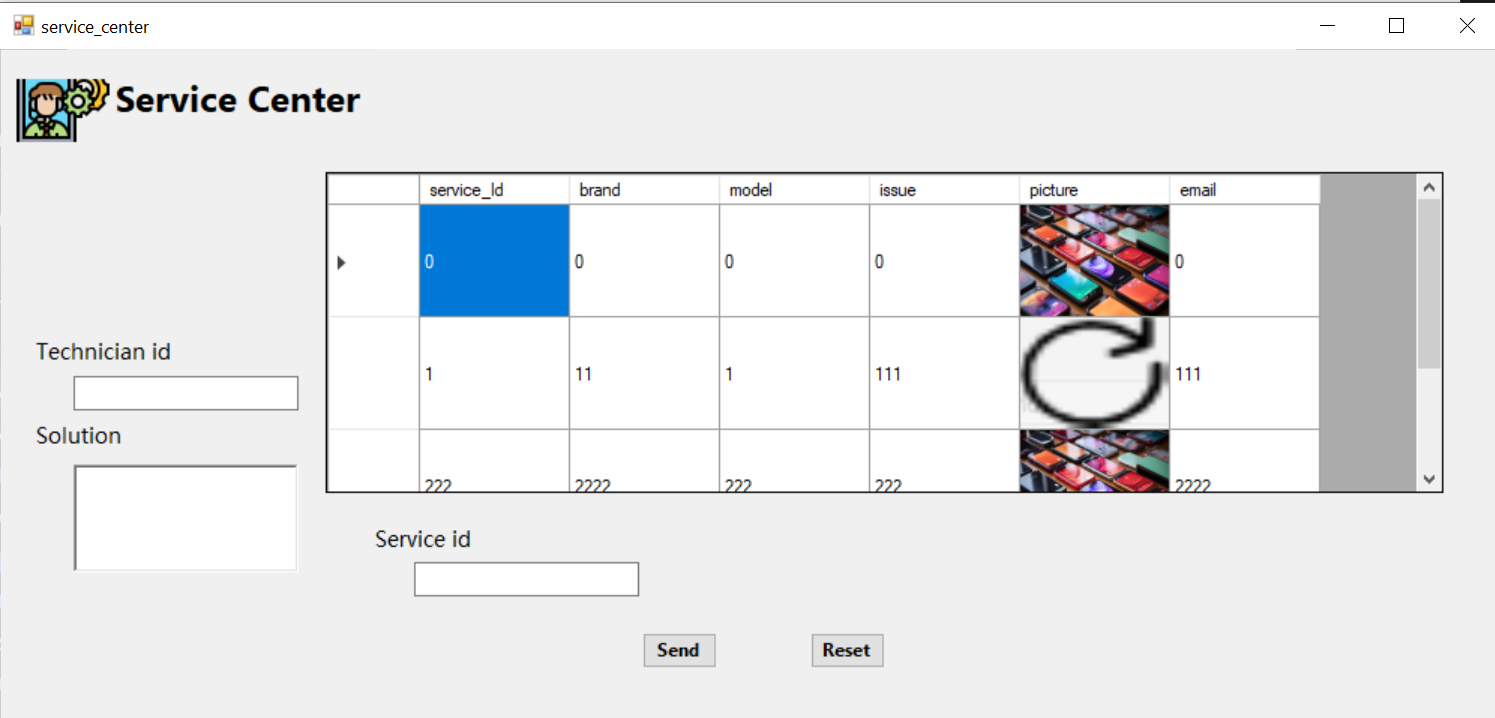 service_center
Service Center
service_Id brand model issue picture email
0 0 0 0 0
1 11 1 111 111
222 2222 222 222 2222
Technician id
Solution
Service id
Send Reset